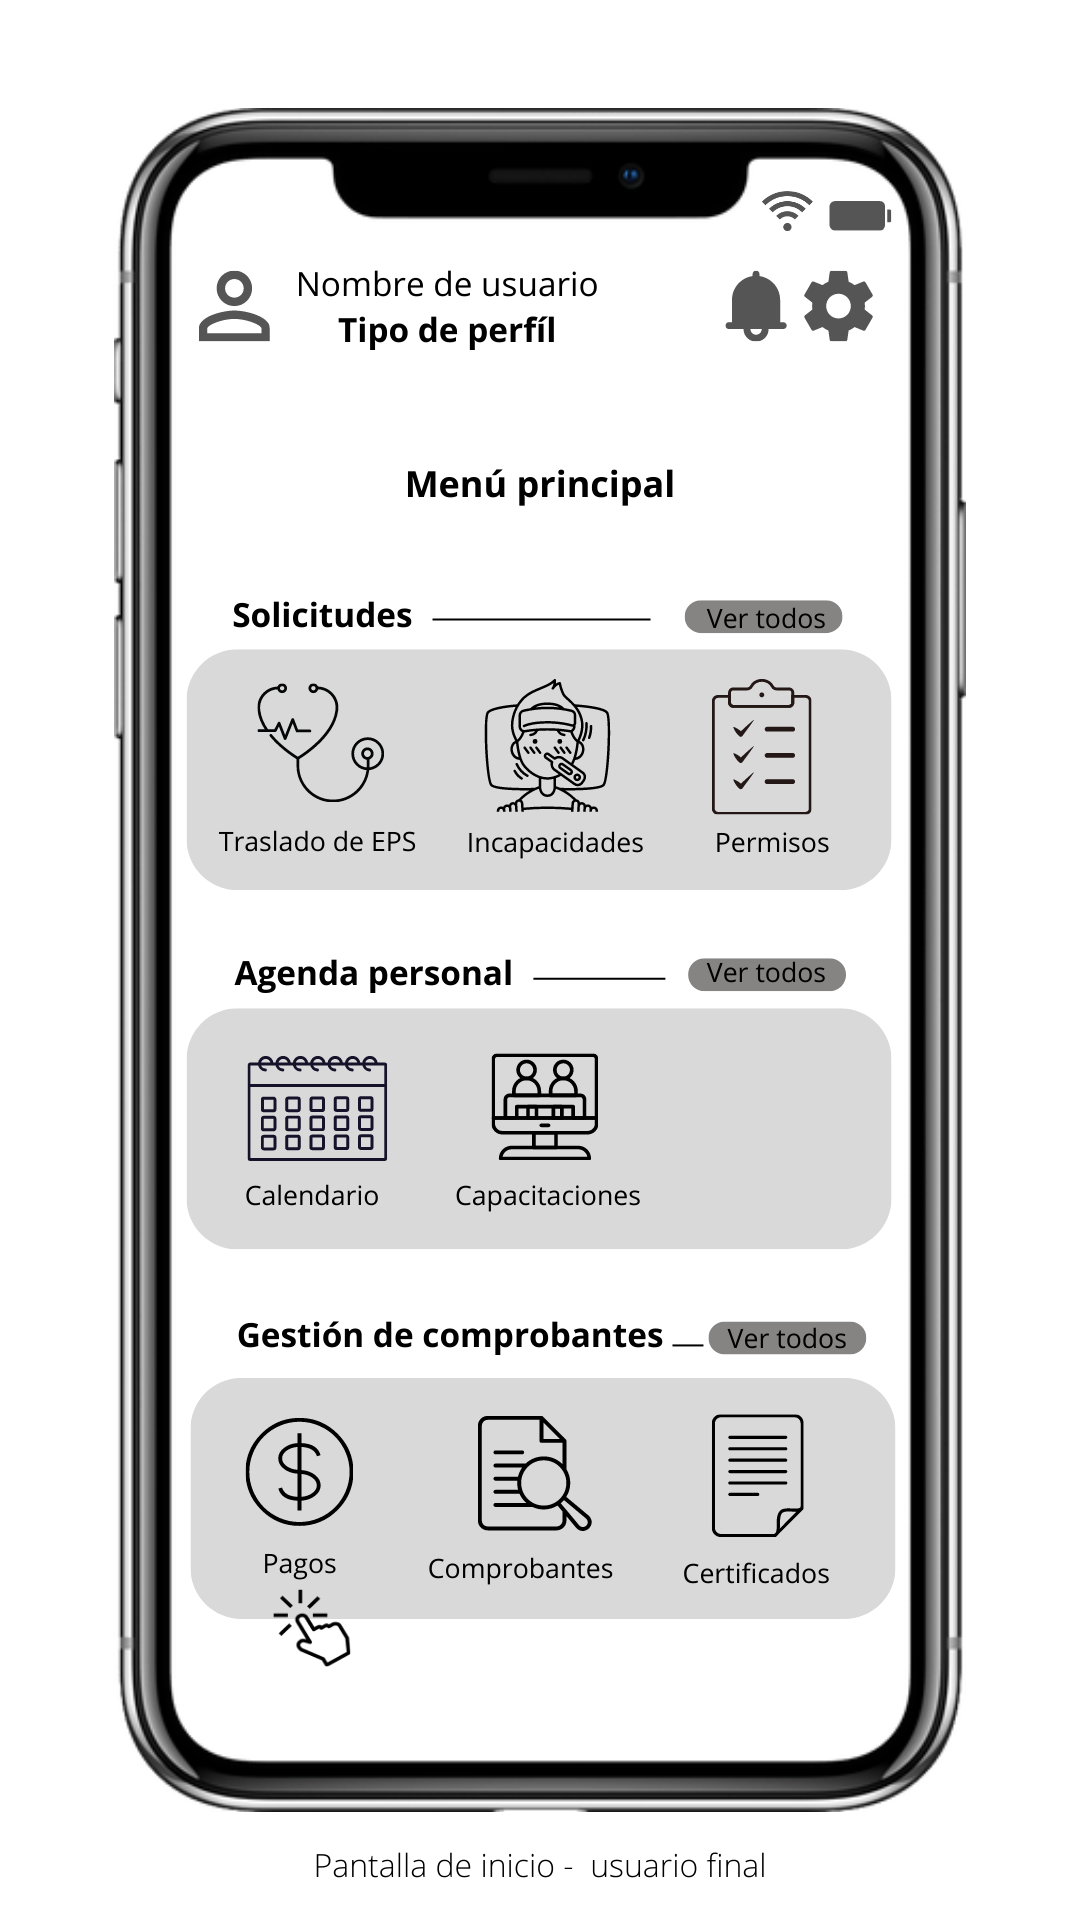 Nombre de usuario
Tipo de perfíl
Menú principal
Solicitudes
Ver todos
Traslado de EPS
Incapacidades
Permisos
Agenda personal
Ver todos
Calendario
Capacitaciones
Gestión de comprobantes
Ver todos
$
Pagos
Comprobantes
Certificados
Pantalla de inicio - usuario final